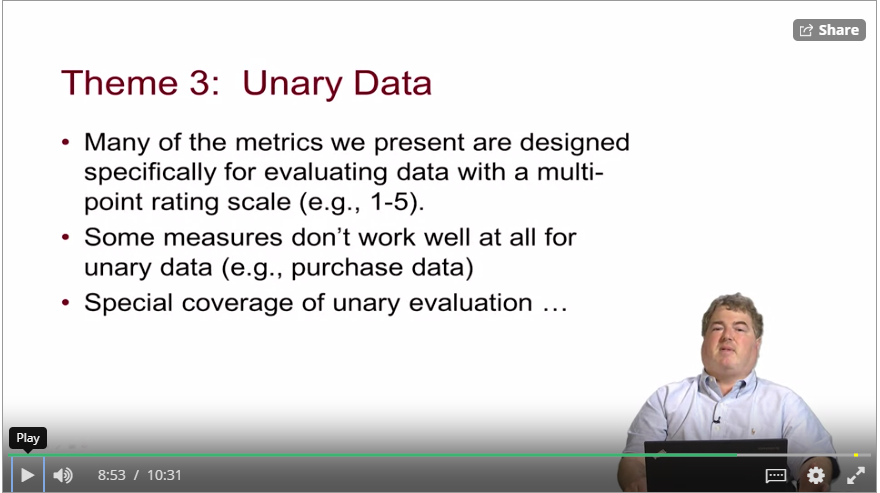 Share
Theme 3:  Unary Data
• Many of the metrics we present are designed
specifically for evaluating data with a multi-
point rating scale (e.g., 1-5).
• Some measures don't work well at all for
unary data (e.g., purchase data)
• Special coverage of unary evaluation …
Play
8:53 / 10:31